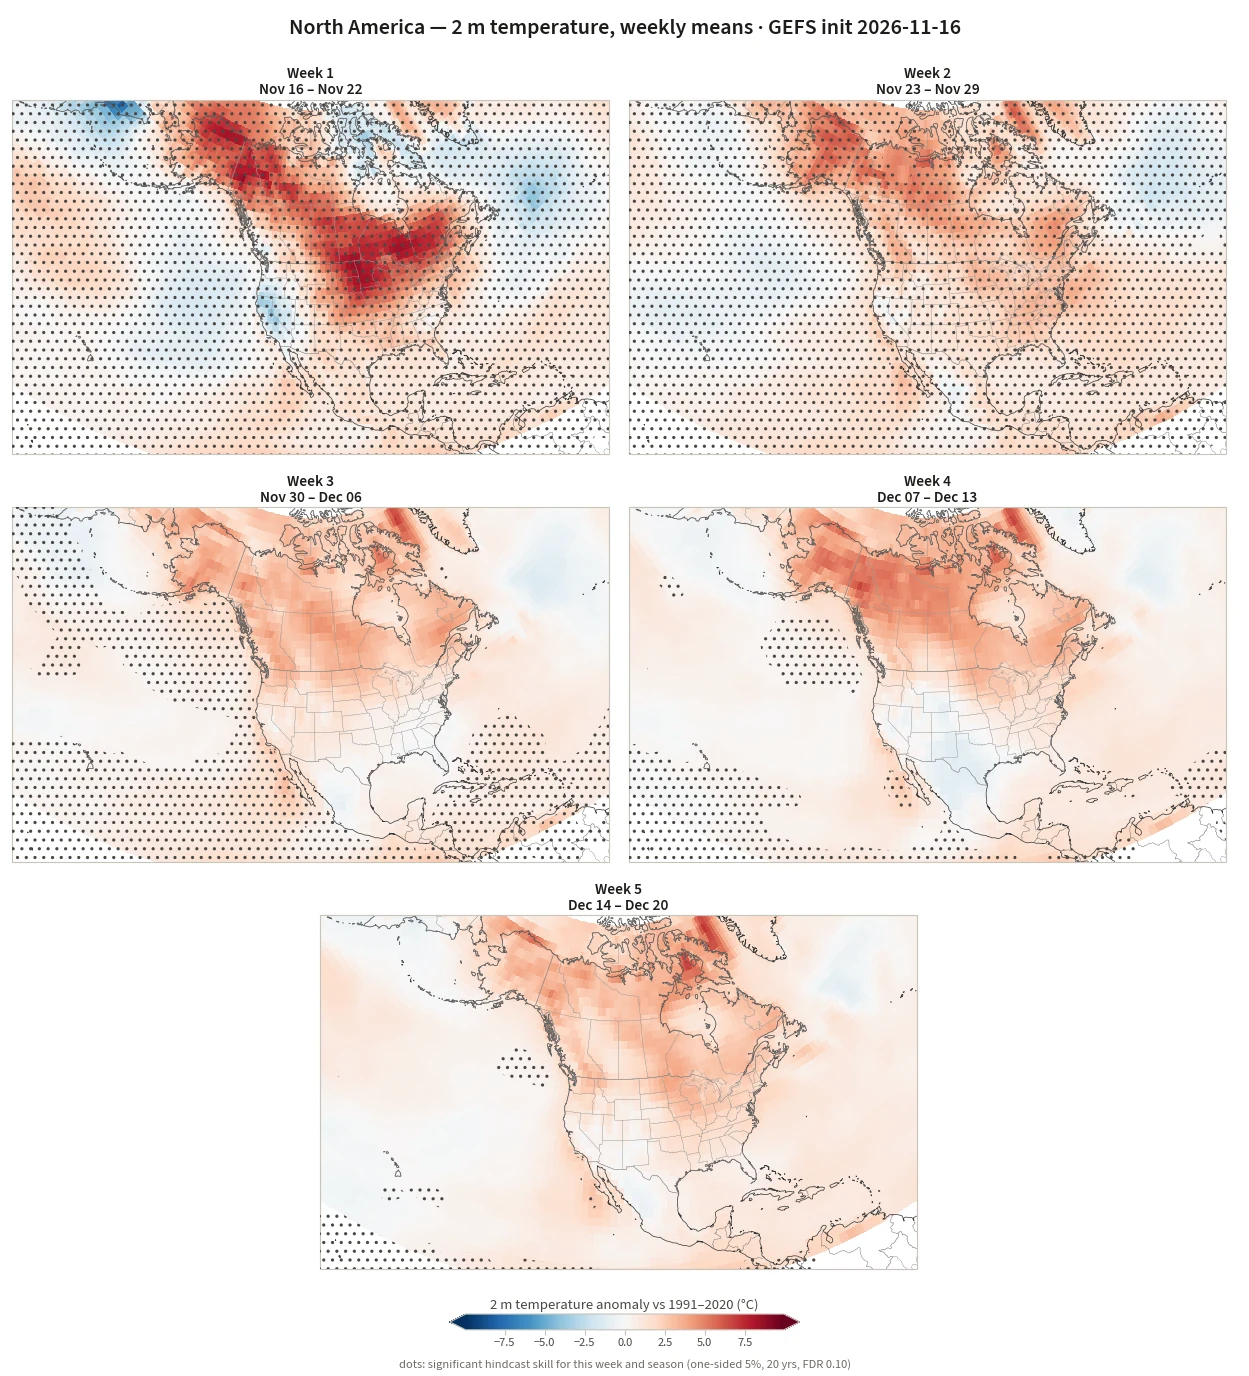 North America — 2 m temperature, weekly means · GEFS init 2026-11-16
Week 1
Nov 16 – Nov 22
Week 2
Nov 23 – Nov 29
Week 3
Nov 30 – Dec 06
Week 4
Dec 07 – Dec 13
Week 5
Dec 14 – Dec 20
2 m temperature anomaly vs 1991–2020 (°C)
−7.5 −5.0 −2.5 0.0 2.5 5.0 7.5
dots: significant hindcast skill for this week and season (one-sided 5%, 20 yrs, FDR 0.10)